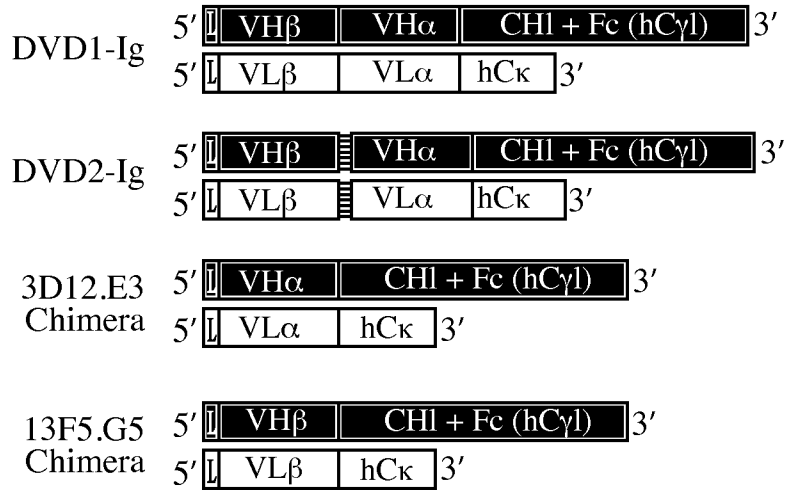 DVD1-Ig
5′ L VHβ VHα CHl + Fc (hCγl) 3′
5′ L VLβ VLα hCκ 3′
DVD2-Ig
5′ L VHβ VHα CHl + Fc (hCγl) 3′
5′ L VLβ VLα hCκ 3′
3D12.E3
Chimera
5′ L VHα CHl + Fc (hCγl) 3′
5′ L VLα hCκ 3′
13F5.G5
Chimera
5′ L VHβ CHl + Fc (hCγl) 3′
5′ L VLβ hCκ 3′